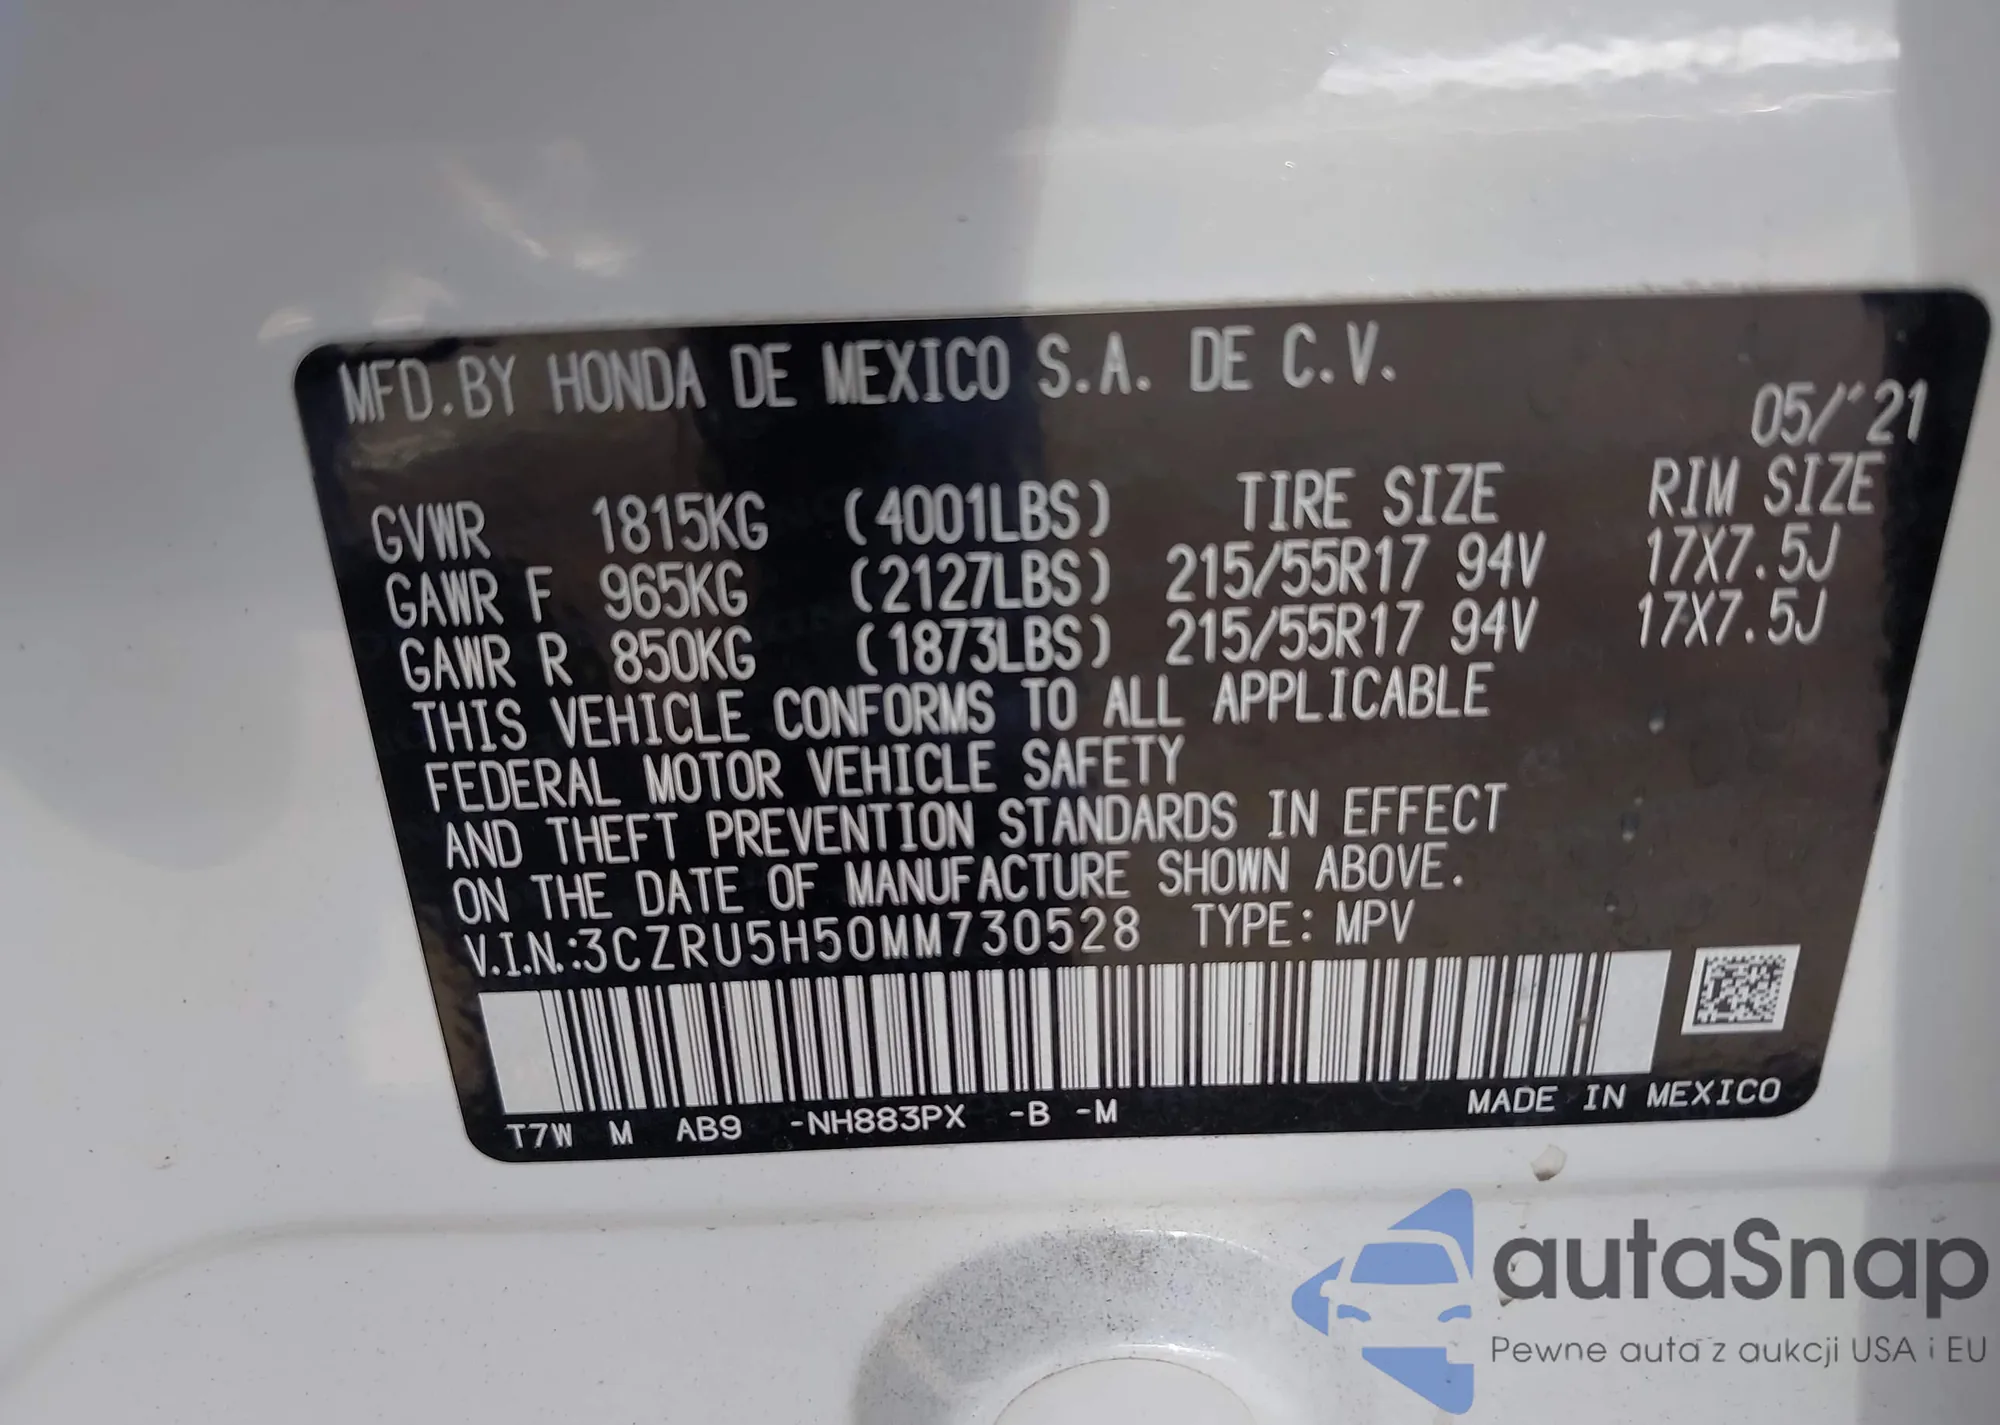 MFD.BY HONDA DE MEXICO S.A. DE C.V.
05/'21
GVWR 1815KG (4001LBS) TIRE SIZE RIM SIZE
GAWR F 965KG (2127LBS) 215/55R17 94V 17X7.5J
GAWR R 850KG (1873LBS) 215/55R17 94V 17X7.5J
THIS VEHICLE CONFORMS TO ALL APPLICABLE
FEDERAL MOTOR VEHICLE SAFETY
AND THEFT PREVENTION STANDARDS IN EFFECT
ON THE DATE OF MANUFACTURE SHOWN ABOVE.
V.I.N.:3CZRU5H50MM730528 TYPE: MPV
T7W M AB9 -NH883PX -B -M MADE IN MEXICO
autaSnap
Pewne auta z aukcji USA i EU